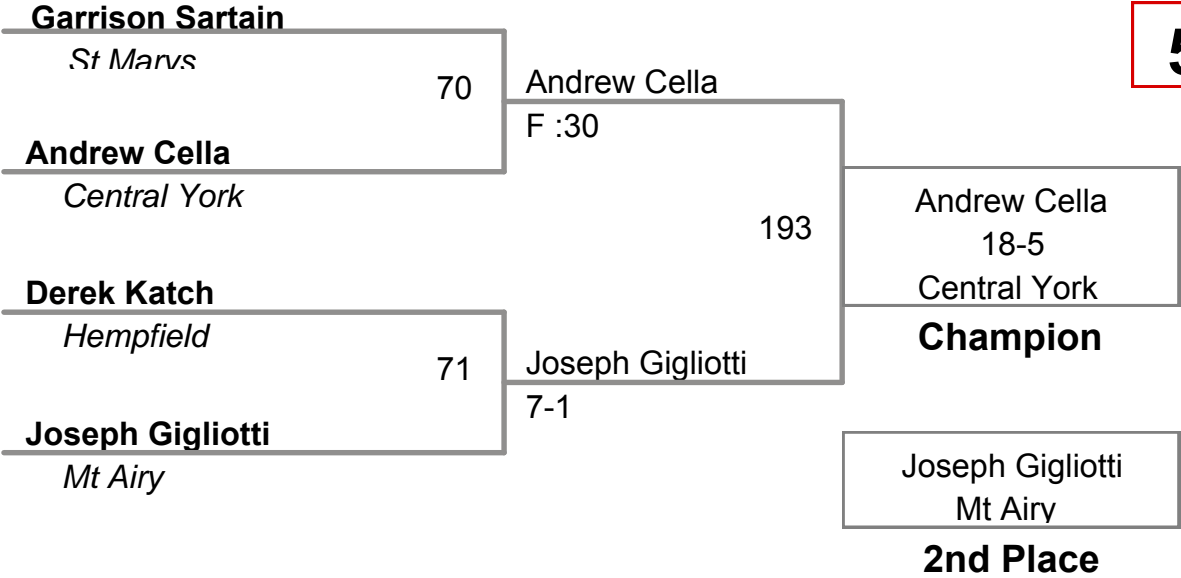 Garrison Sartain
St Marys
70
Andrew Cella
F :30
Andrew Cella
Central York
193
Andrew Cella
18-5
Central York
Champion
Derek Katch
Hempfield
71
Joseph Gigliotti
7-1
Joseph Gigliotti
Mt Airy
Joseph Gigliotti
Mt Airy
2nd Place